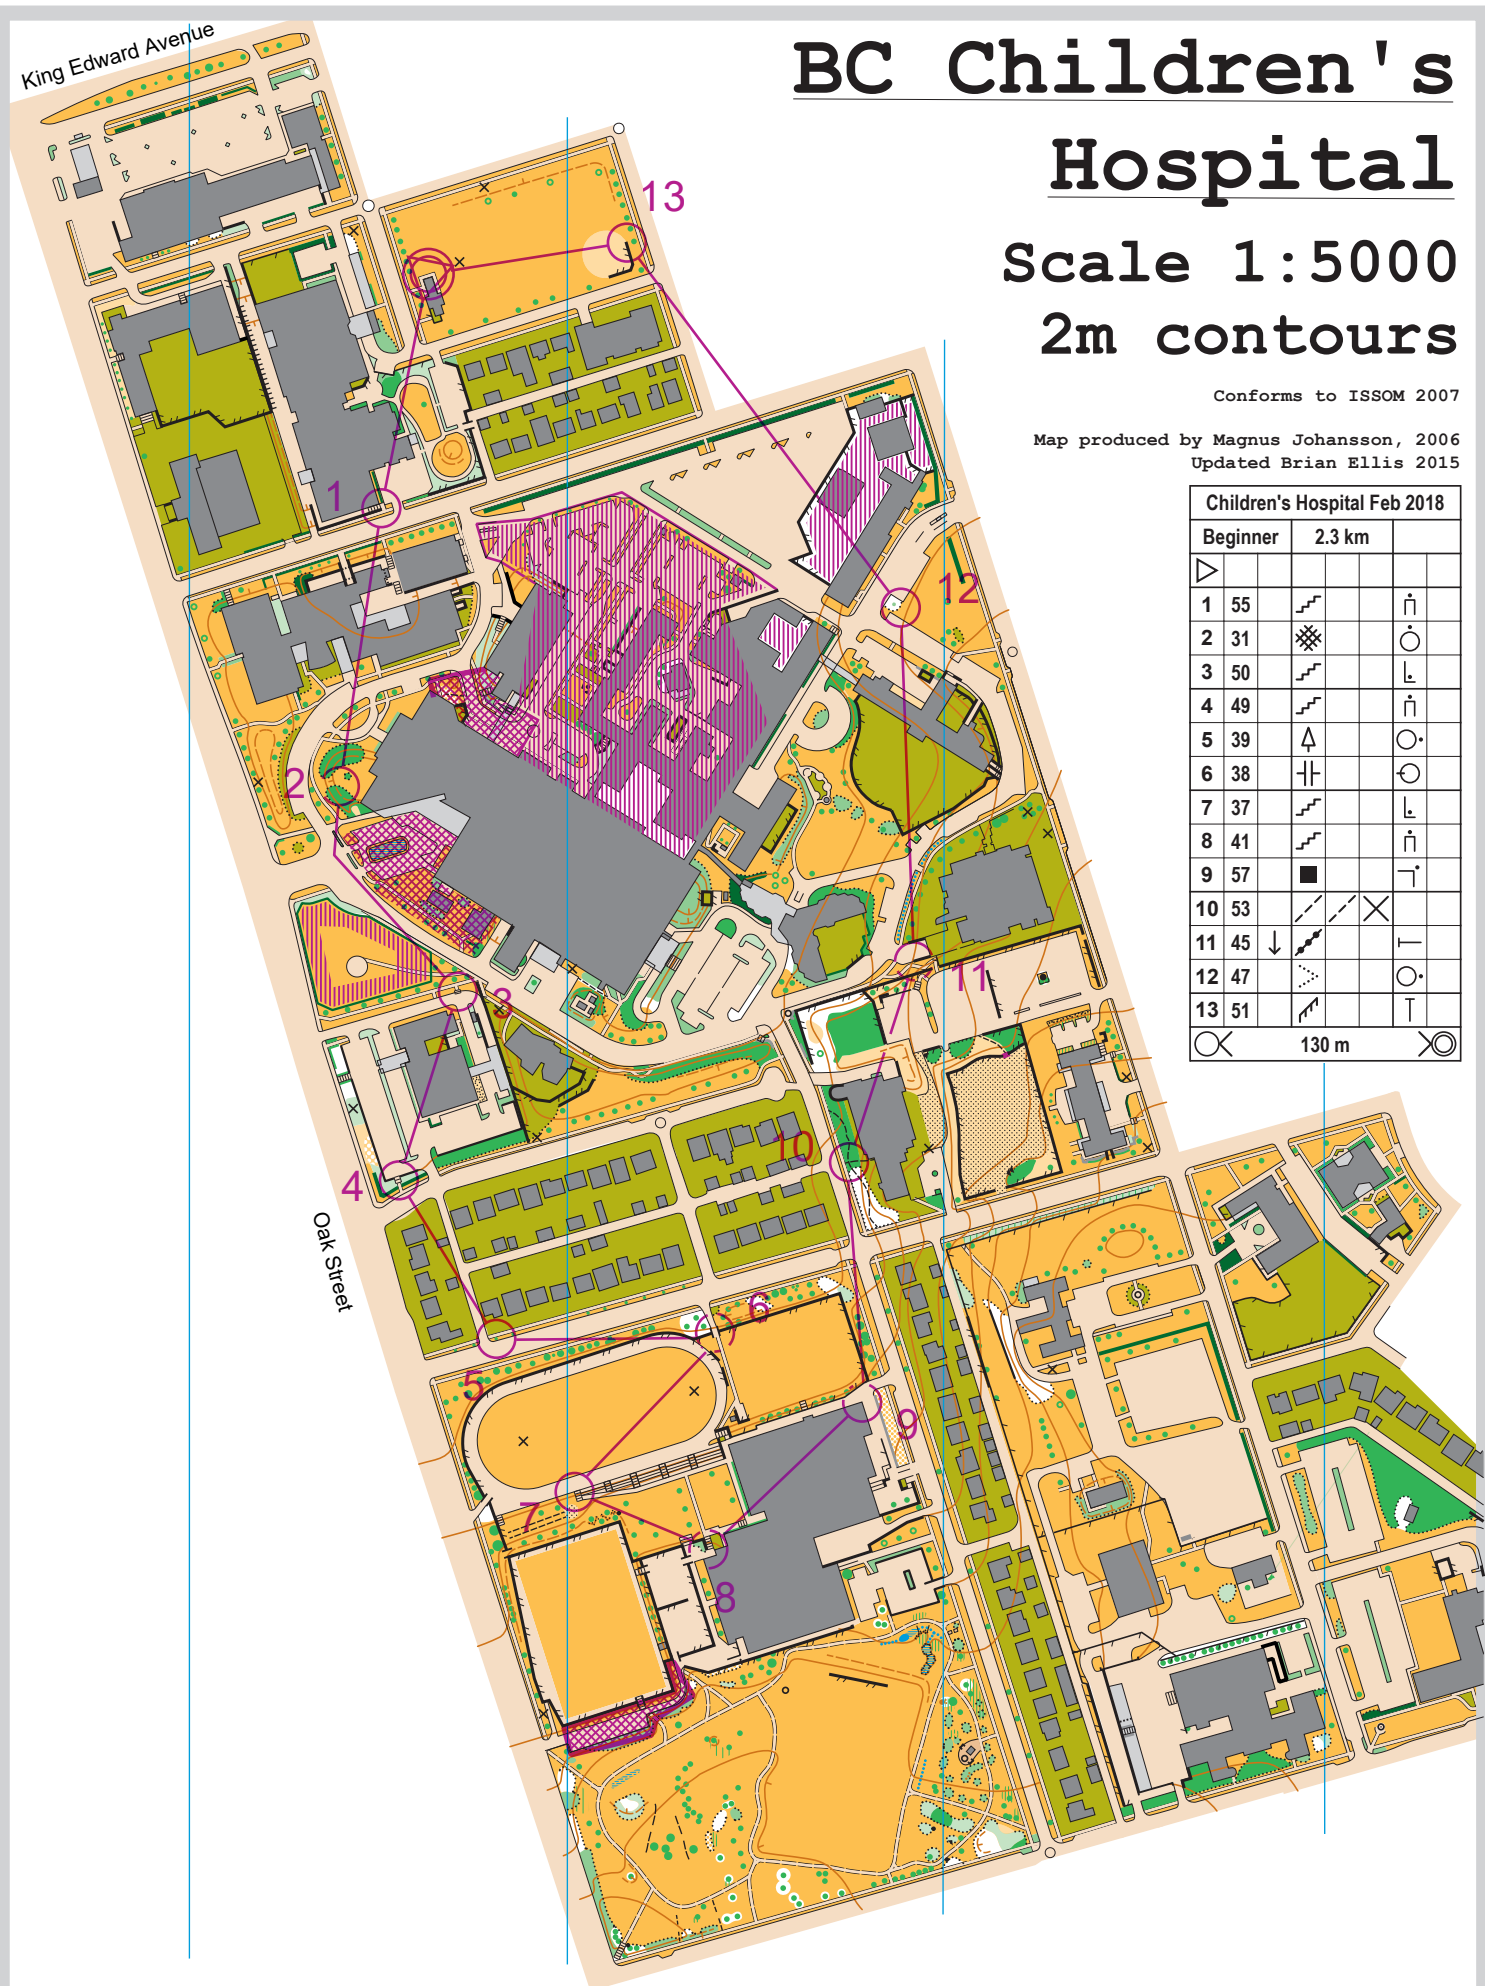 King Edward Avenue
BC Children's
Hospital
Scale 1:5000
2m contours
Conforms to ISSOM 2007
Map produced by Magnus Johansson, 2006
Updated Brian Ellis 2015
Children's Hospital Feb 2018
Beginner 2.3 km
1 55
2 31
3 50
4 49
5 39
6 38
7 37
8 41
9 57
10 53
11 45
12 47
13 51
130 m
13
1
12
2
11
3
10
4
Oak Street
6
5
9
7
8